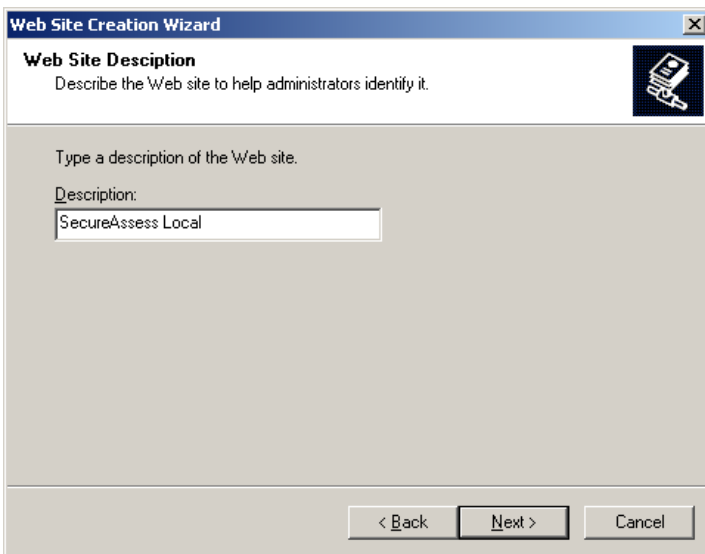 Web Site Creation Wizard
Web Site Desciption
Describe the Web site to help administrators identify it.
Type a description of the Web site.
Description:
SecureAssess Local
< Back
Next >
Cancel